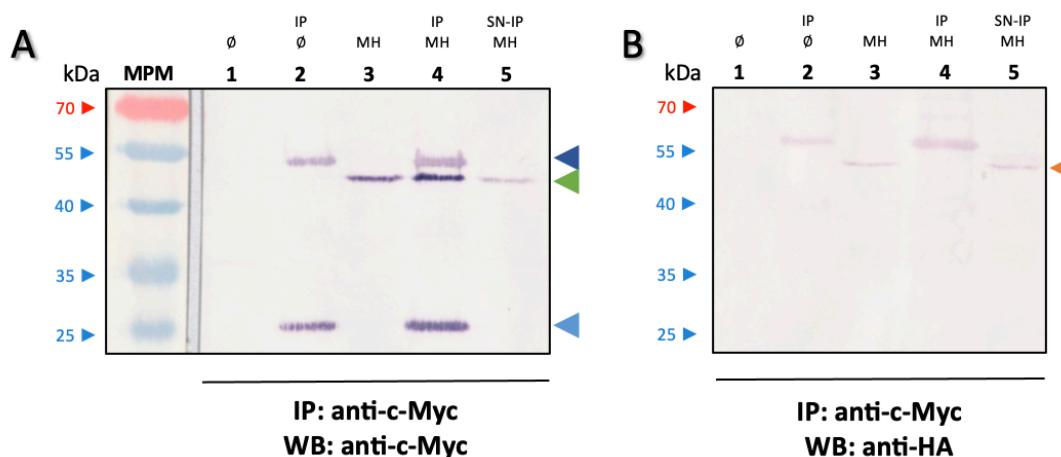 A
IP IP SN-IP
Ø Ø MH MH MH
kDa MPM 1 2 3 4 5
70
55
40
35
25
IP: anti-c-Myc
WB: anti-c-Myc
B
IP IP SN-IP
Ø Ø MH MH MH
kDa 1 2 3 4 5
70
55
40
35
25
IP: anti-c-Myc
WB: anti-HA